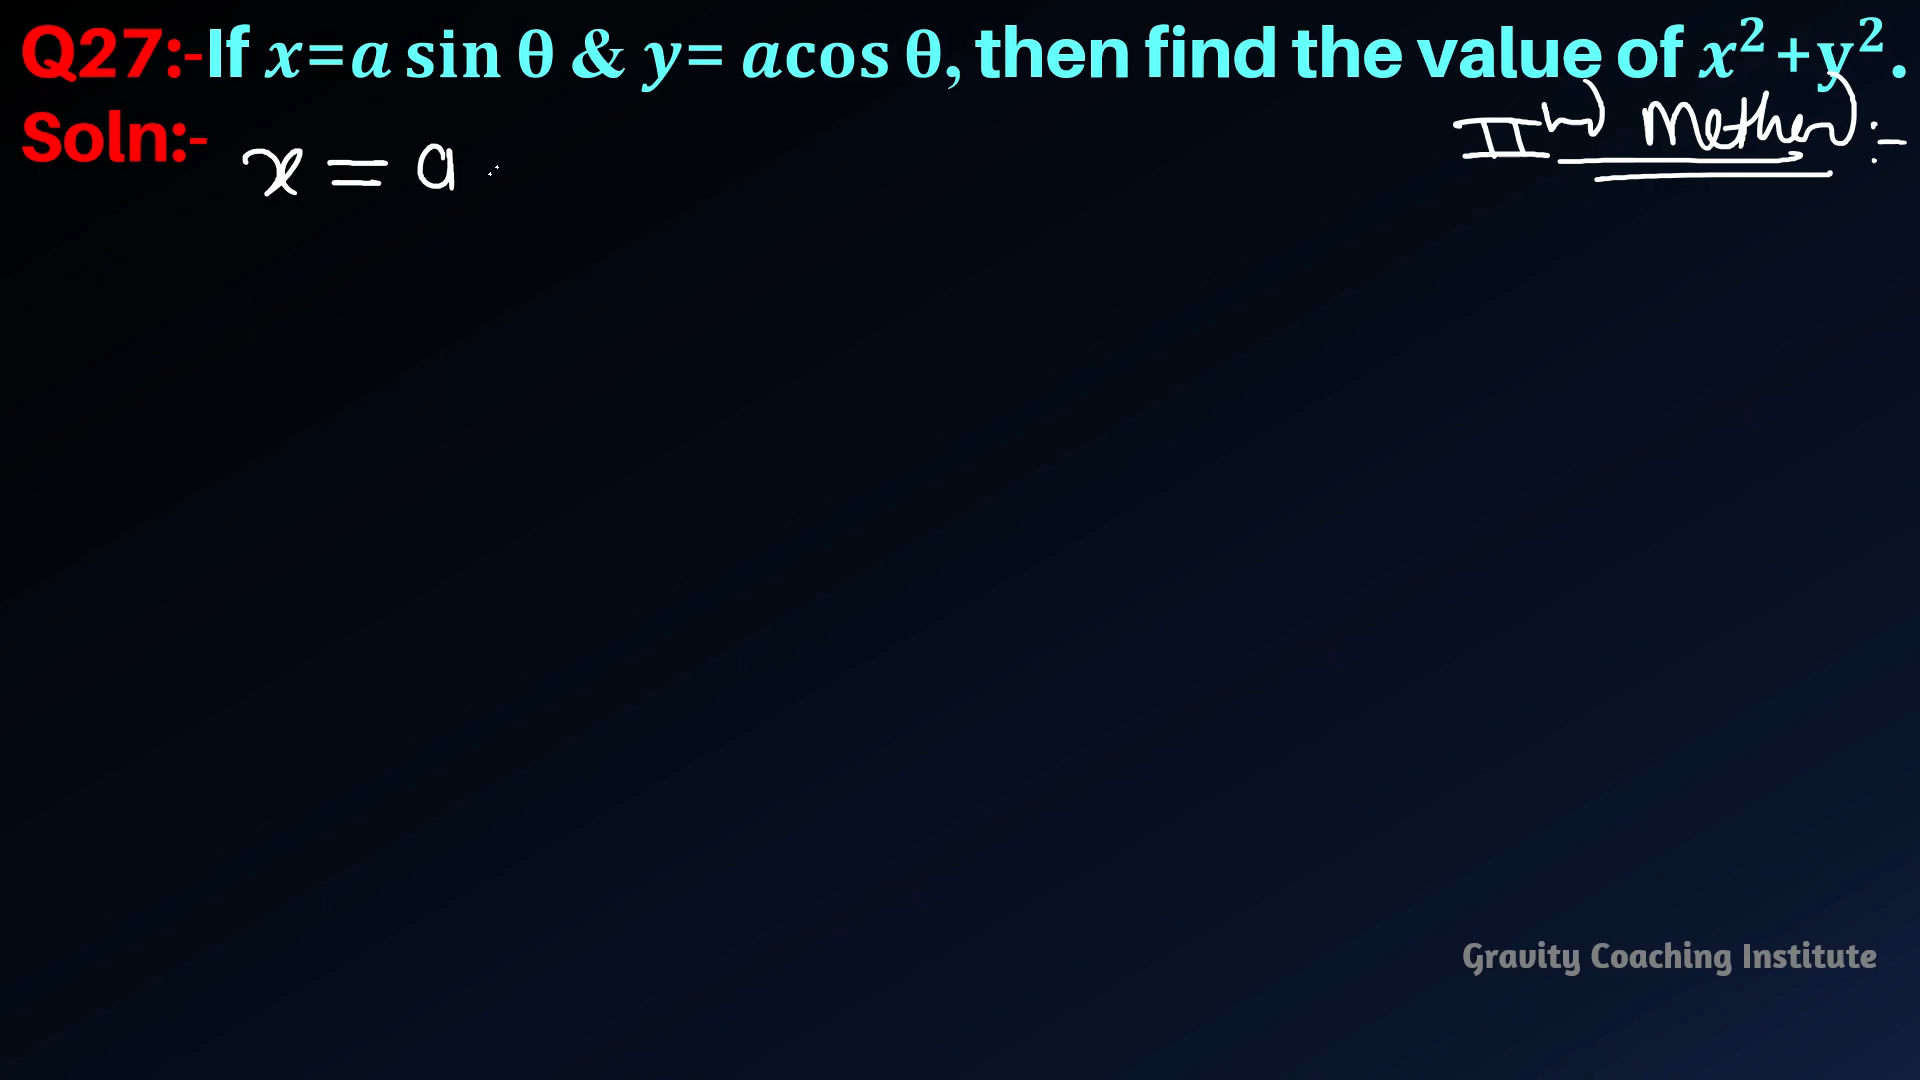 Q27:-If x=a sin θ & y= acos θ, then find the value of x²+y².
IInd Method:-
Soln:- x = a
Gravity Coaching Institute